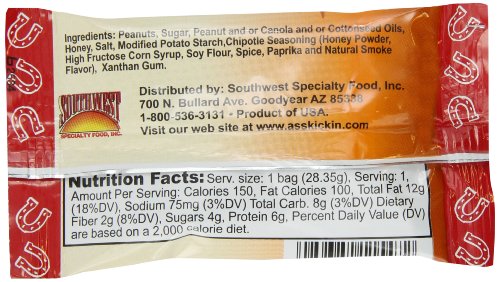 Ingredients: Peanuts, Sugar, Peanut and or Canola and or Cottonseed Oils,
Honey, Salt, Modified Potato Starch,Chipotle Seasoning (Honey Powder,
High Fructose Corn Syrup, Soy Flour, Spice, Paprika and Natural Smoke
Flavor), Xanthan Gum.
SOUTHWEST
SPECIALTY FOOD, INC.
Distributed by: Southwest Specialty Food, Inc.
700 N. Bullard Ave. Goodyear AZ 85338
1-800-536-3131 - Product of USA.
Visit our web site at www.asskickin.com
Nutrition Facts: Serv. size: 1 bag (28.35g). Serving: 1,
Amount Per Serving: Calories 150, Fat Calories 100, Total Fat 12g
(18%DV), Sodium 75mg (3%DV) Total Carb. 8g (3%DV) Dietary
Fiber 2g (8%DV), Sugars 4g, Protein 6g, Percent Daily Value (DV)
are based on a 2,000 calorie diet.